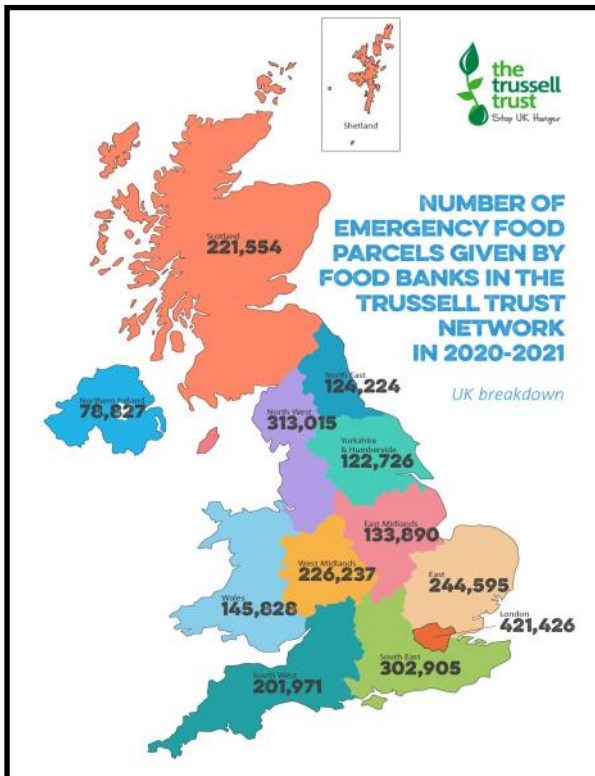 the
trussell
trust
Stop UK Hunger
Shetland
NUMBER OF
EMERGENCY FOOD
PARCELS GIVEN BY
FOOD BANKS IN THE
TRUSSELL TRUST
NETWORK
IN 2020-2021
UK breakdown
Scotland
221,554
North East
124,224
Northern Ireland
78,827
North West
313,015
Yorkshire
& Humberside
122,726
East Midlands
133,890
West Midlands
226,237
East
244,595
Wales
145,828
London
421,426
South East
302,905
South West
201,971